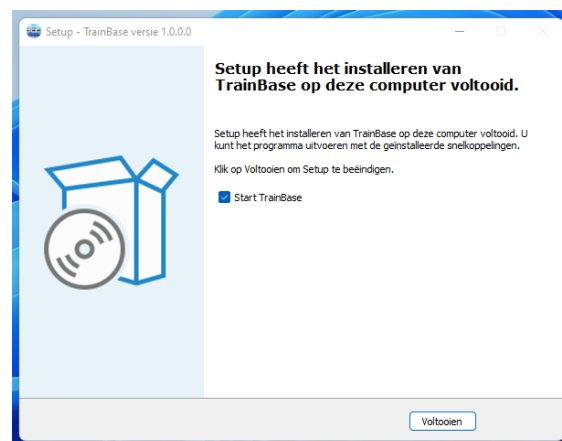 Setup - TrainBase versie 1.0.0.0
Setup heeft het installeren van
TrainBase op deze computer voltooid.
Setup heeft het installeren van TrainBase op deze computer voltooid. U
kunt het programma uitvoeren met de geïnstalleerde snelkoppelingen.
Klik op Voltooien om Setup te beëindigen.
Start TrainBase
Voltooien